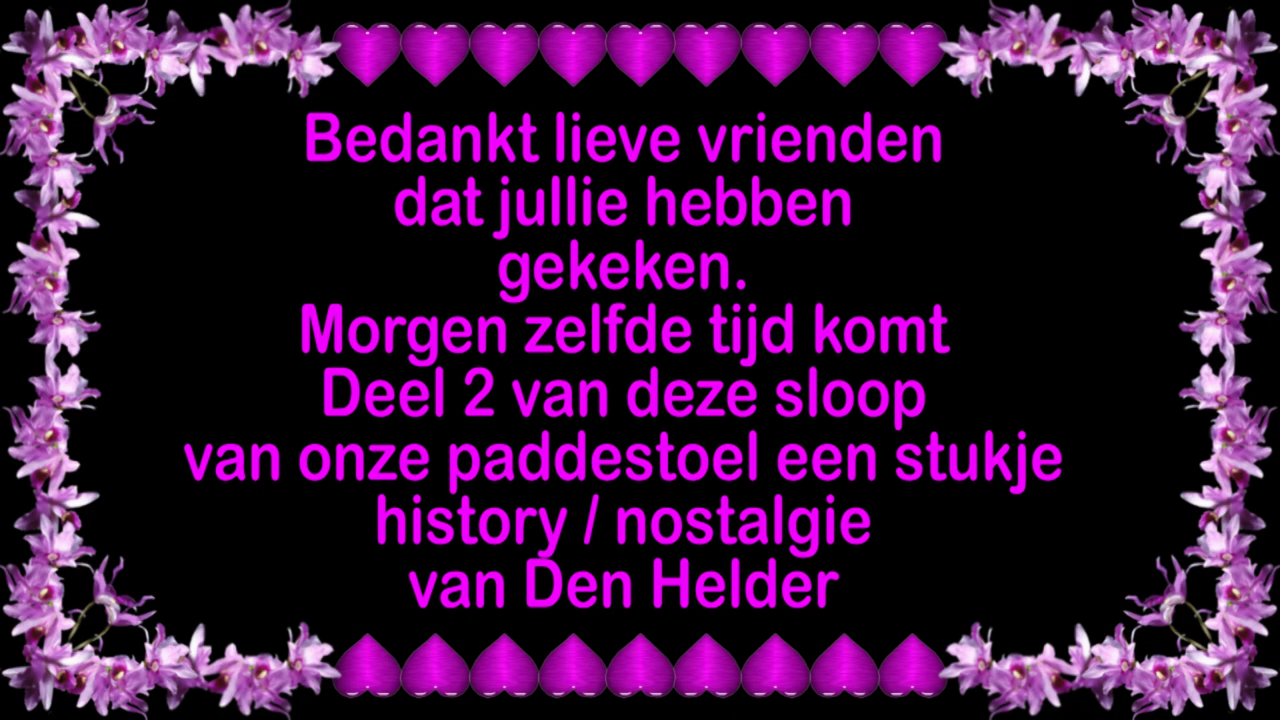 Bedankt lieve vrienden
dat jullie hebben
gekeken.
Morgen zelfde tijd komt
Deel 2 van deze sloop
van onze paddestoel een stukje
history / nostalgie
van Den Helder